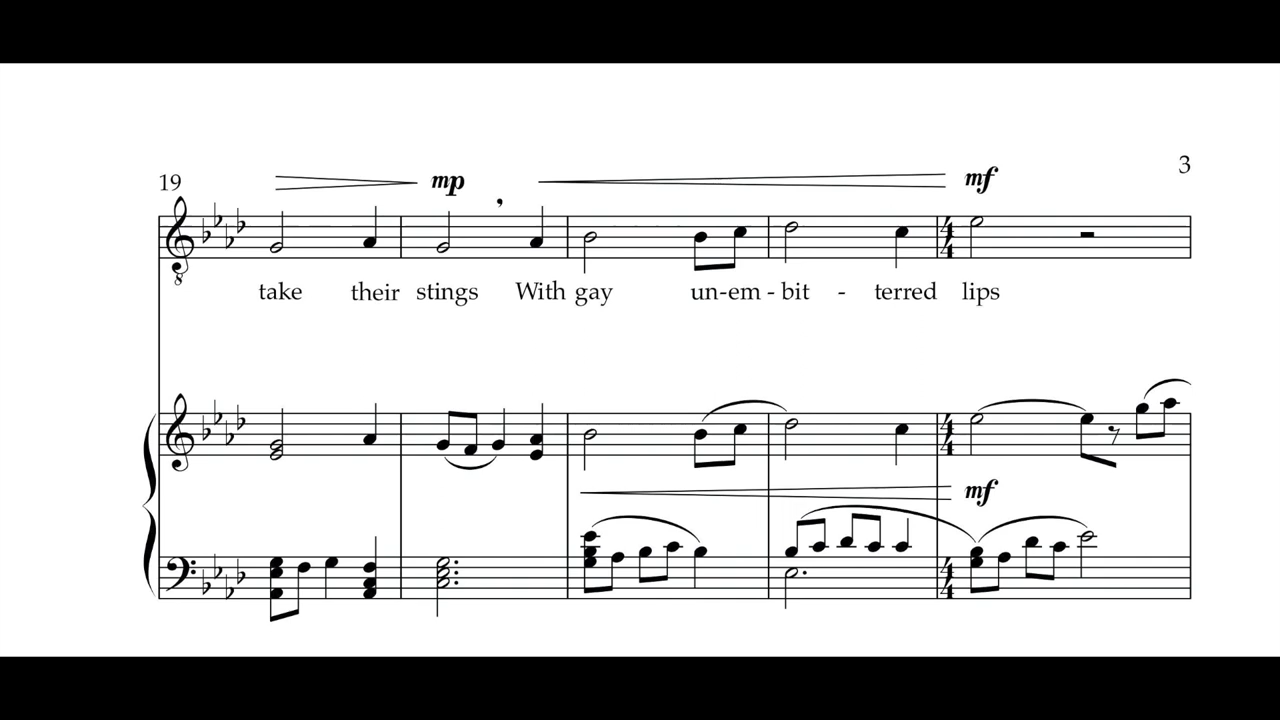 3
19
mp
mf
take their stings With gay un-em - bit - terred lips
mf